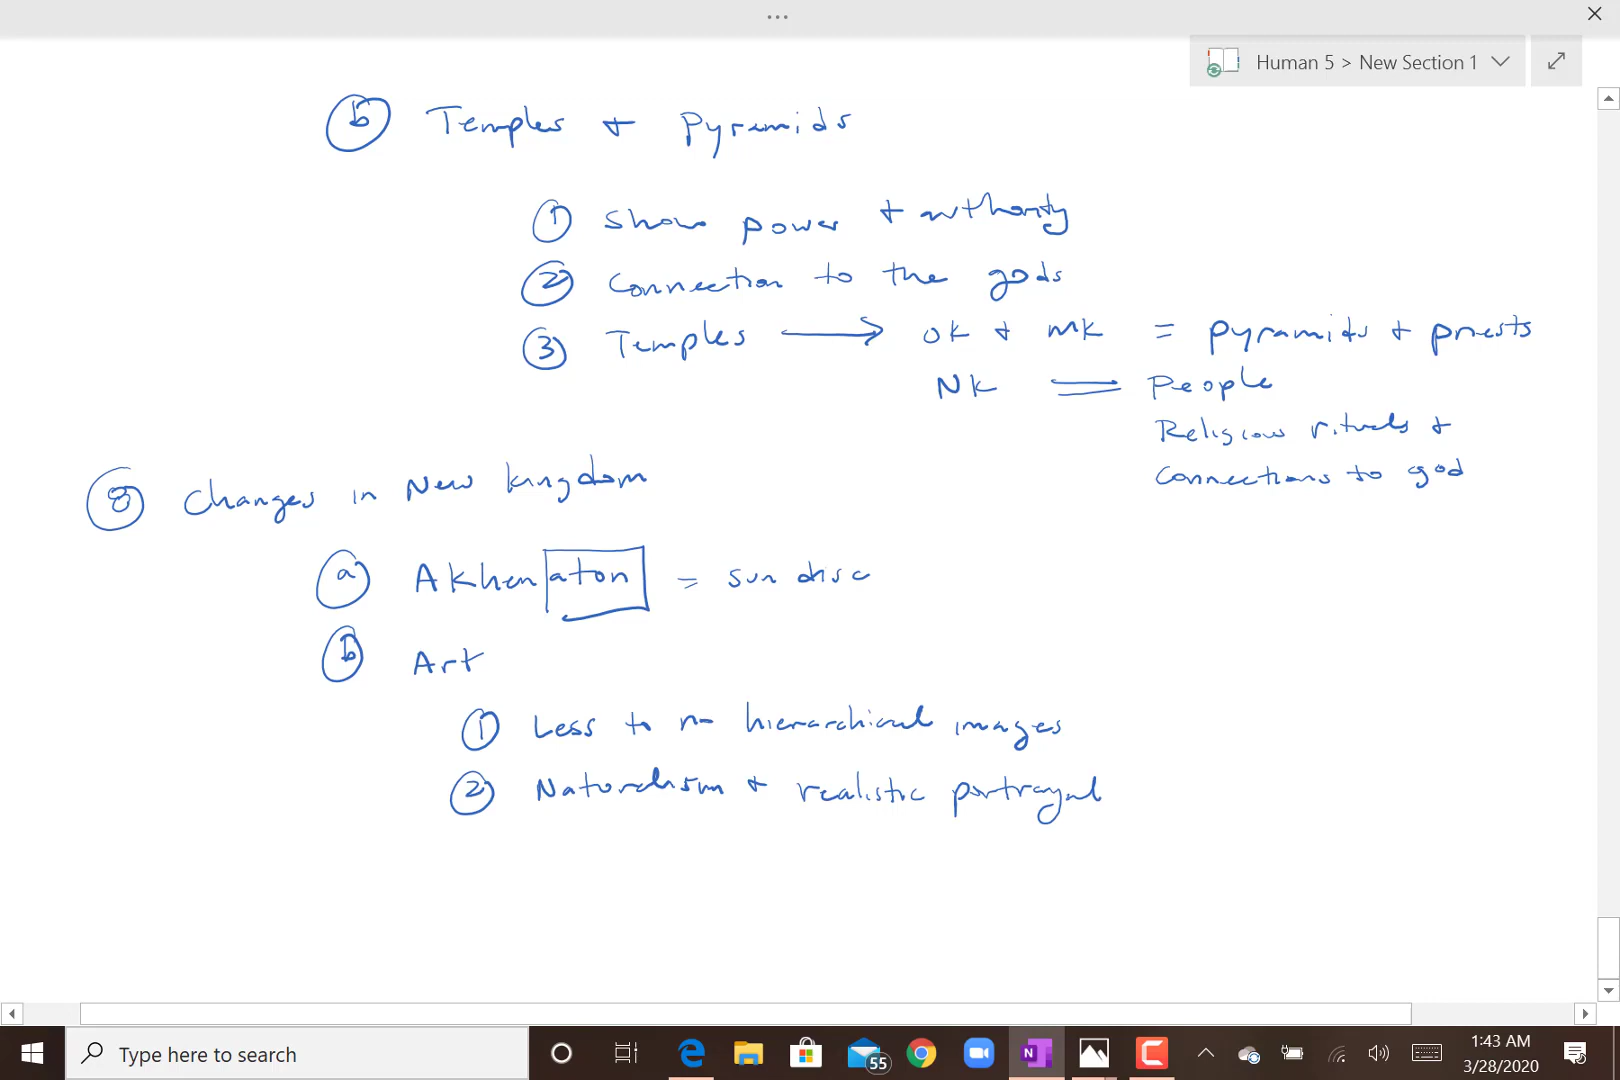 Human 5 > New Section 1
b Temples + Pyramids
1 Show power + authority
2 Connection to the gods
3 Temples → OK + MK = pyramids + priests
NK = People
Religious rituals +
Connections to god
8 Changes in New Kingdom
a Akhenaton = sun disc
b Art
1 Less to no hierarchical images
2 Naturalism + realistic portrayal
Type here to search
55
N
1:43 AM
3/28/2020